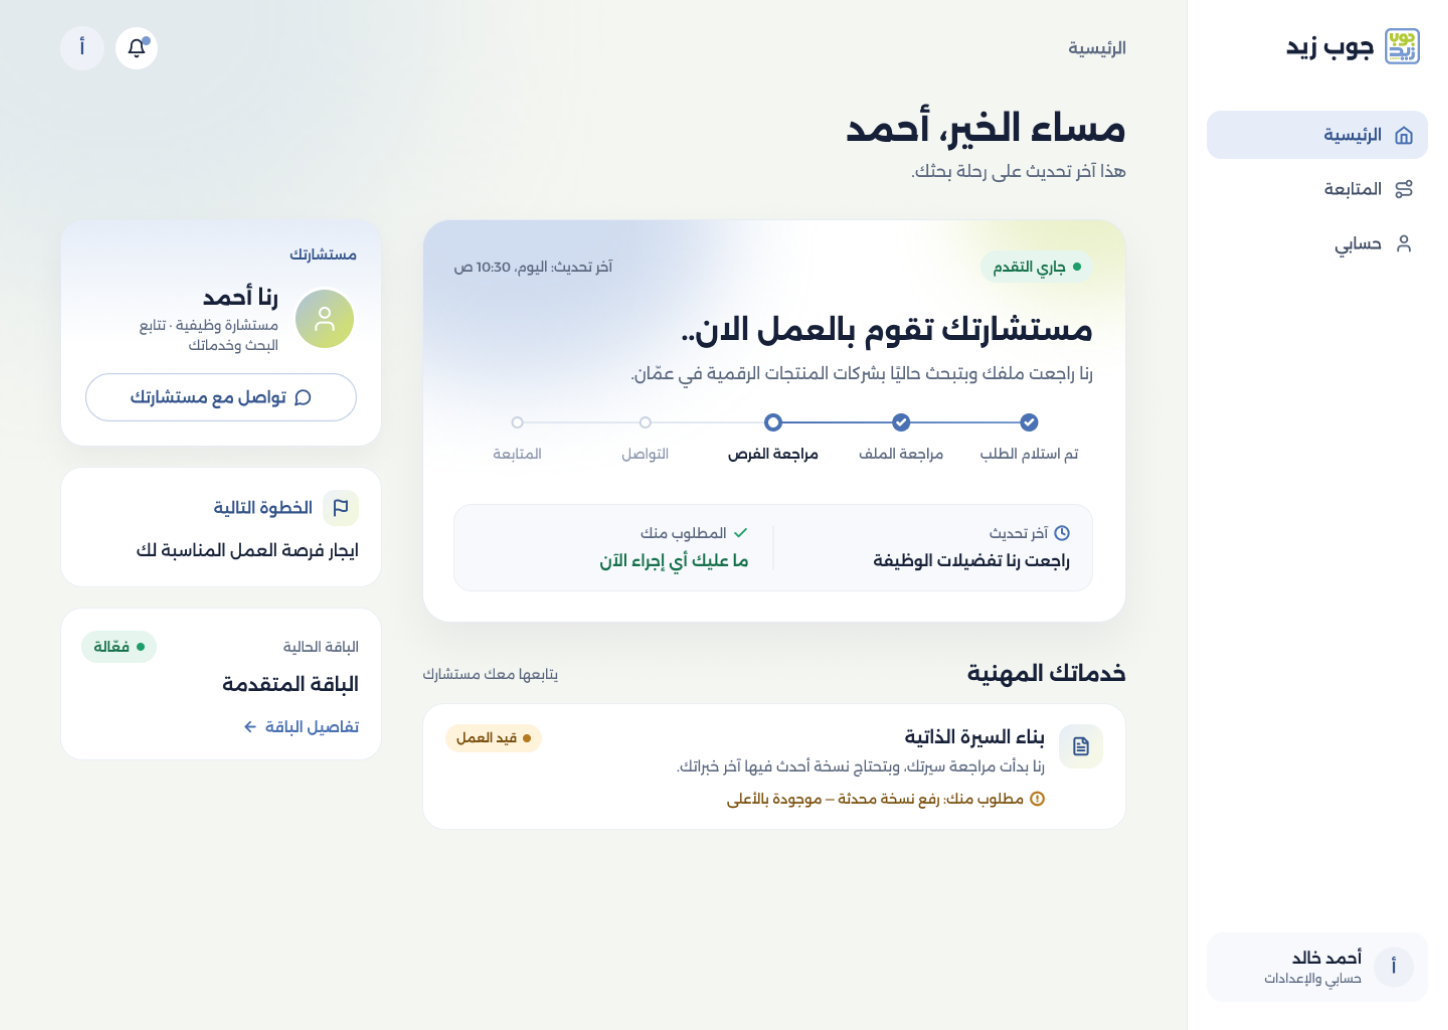 جوب زيد
جوب زيد
الرئيسية
المتابعة
حسابي
أحمد خالد
حسابي والإعدادات
أ
الرئيسية
أ
مساء الخير، أحمد
هذا آخر تحديث على رحلة بحثك.
جاري التقدم
آخر تحديث: اليوم، 10:30 ص
مستشارتك تقوم بالعمل الان..
رنا راجعت ملفك وبتبحث حاليًا بشركات المنتجات الرقمية في عمّان.
تم استلام الطلب
مراجعة الملف
مراجعة الفرص
التواصل
المتابعة
آخر تحديث
راجعت رنا تفضيلات الوظيفة
المطلوب منك
ما عليك أي إجراء الآن
خدماتك المهنية
يتابعها معك مستشارك
بناء السيرة الذاتية
قيد العمل
رنا بدأت مراجعة سيرتك، وبتحتاج نسخة أحدث فيها آخر خبراتك.
مطلوب منك: رفع نسخة محدثة — موجودة بالأعلى
مستشارتك
رنا أحمد
مستشارة وظيفية · تتابع
البحث وخدماتك
تواصل مع مستشارتك
الخطوة التالية
ايجار فرصة العمل المناسبة لك
الباقة الحالية
فعّالة
الباقة المتقدمة
تفاصيل الباقة